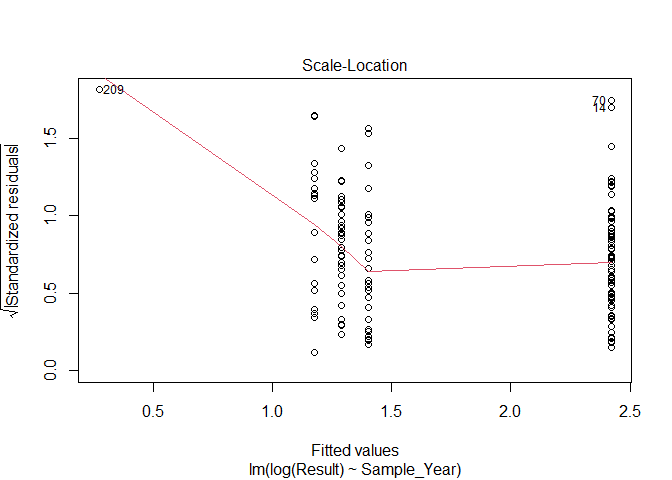 Scale-Location
√|Standardized residuals|
0.0 0.5 1.0 1.5
209
70
14
0.5 1.0 1.5 2.0 2.5
Fitted values
lm(log(Result) ~ Sample_Year)